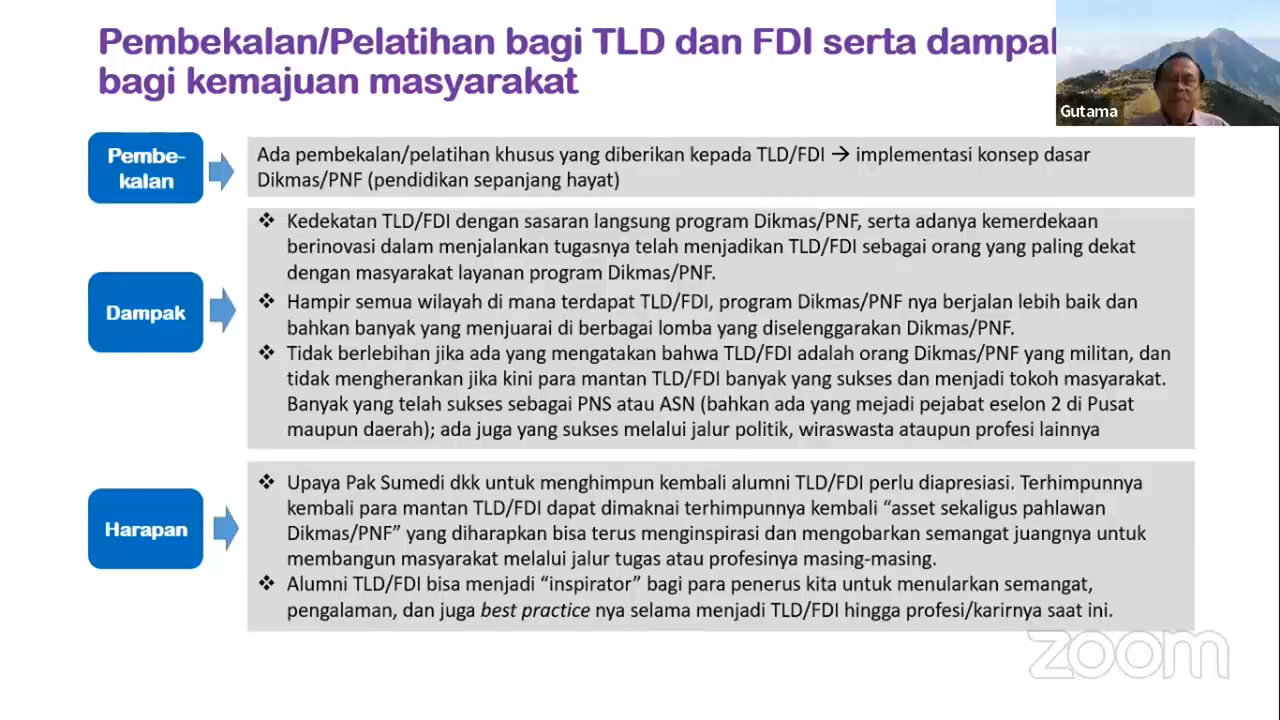 Pembekalan/Pelatihan bagi TLD dan FDI serta
bagi kemajuan masyarakat
Gutama
Pembe-
kalan
Ada pembekalan/pelatihan khusus yang diberikan kepada TLD/FDI → implementasi konsep dasar
Dikmas/PNF (pendidikan sepanjang hayat)
Dampak
❖ Kedekatan TLD/FDI dengan sasaran langsung program Dikmas/PNF, serta adanya kemerdekaan
berinovasi dalam menjalankan tugasnya telah menjadikan TLD/FDI sebagai orang yang paling dekat
dengan masyarakat layanan program Dikmas/PNF.
❖ Hampir semua wilayah di mana terdapat TLD/FDI, program Dikmas/PNF nya berjalan lebih baik dan
bahkan banyak yang menjuarai di berbagai lomba yang diselenggarakan Dikmas/PNF.
❖ Tidak berlebihan jika ada yang mengatakan bahwa TLD/FDI adalah orang Dikmas/PNF yang militan, dan
tidak mengherankan jika kini para mantan TLD/FDI banyak yang sukses dan menjadi tokoh masyarakat.
Banyak yang telah sukses sebagai PNS atau ASN (bahkan ada yang mejadi pejabat eselon 2 di Pusat
maupun daerah); ada juga yang sukses melalui jalur politik, wiraswasta ataupun profesi lainnya
Harapan
❖ Upaya Pak Sumedi dkk untuk menghimpun kembali alumni TLD/FDI perlu diapresiasi. Terhimpunnya
kembali para mantan TLD/FDI dapat dimaknai terhimpunnya kembali “asset sekaligus pahlawan
Dikmas/PNF” yang diharapkan bisa terus menginspirasi dan mengobarkan semangat juangnya untuk
membangun masyarakat melalui jalur tugas atau profesinya masing-masing.
❖ Alumni TLD/FDI bisa menjadi “inspirator” bagi para penerus kita untuk menularkan semangat,
pengalaman, dan juga best practice nya selama menjadi TLD/FDI hingga profesi/karirnya saat ini.
zoom